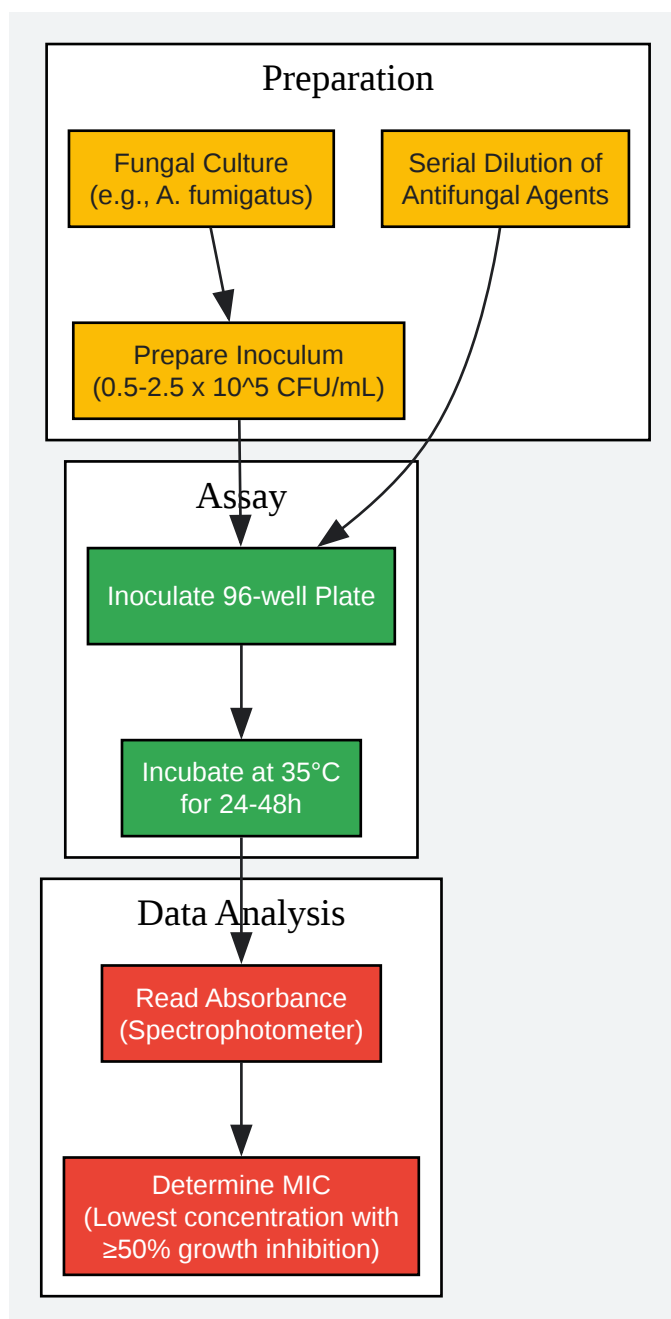 Preparation
Fungal Culture
(e.g., A. fumigatus)
Serial Dilution of
Antifungal Agents
Prepare Inoculum
(0.5-2.5 x 10^5 CFU/mL)
Assay
Inoculate 96-well Plate
Incubate at 35°C
for 24-48h
Data Analysis
Read Absorbance
(Spectrophotometer)
Determine MIC
(Lowest concentration with
≥50% growth inhibition)